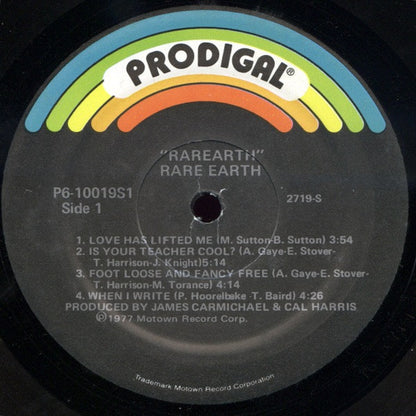 PRODIGAL®
"RAREARTH"
RARE EARTH
P6-10019S1
Side 1
2719-S
1. LOVE HAS LIFTED ME (M. Sutton-B. Sutton) 3:54
2. IS YOUR TEACHER COOL? (A. Gaye-E. Stover-
T. Harrison-J. Knight)5:14
3. FOOT LOOSE AND FANCY FREE (A. Gaye-E. Stover-
T. Harrison-M. Torance) 4:14
4. WHEN I WRITE (P. Hoorelbeke-T. Baird) 4:26
PRODUCED BY JAMES CARMICHAEL & CAL HARRIS
©℗1977 Motown Record Corp.
Trademark Motown Record Corporation